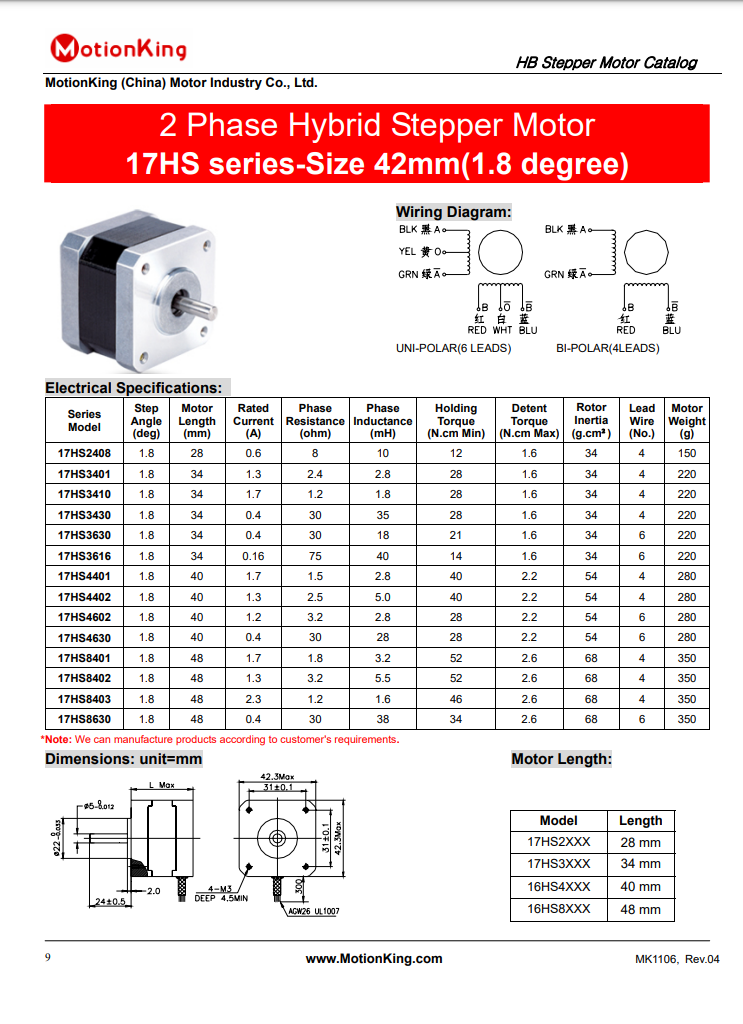 MotionKing
HB Stepper Motor Catalog
MotionKing (China) Motor Industry Co., Ltd.
2 Phase Hybrid Stepper Motor
17HS series-Size 42mm(1.8 degree)
Wiring Diagram:
BLK 黑 A
YEL 黄 O
GRN 绿 A̅
B O̅ B̅
红 白 蓝
RED WHT BLU
UNI-POLAR(6 LEADS)
BLK 黑 A
GRN 绿 A̅
B B̅
红 蓝
RED BLU
BI-POLAR(4LEADS)
Electrical Specifications:
Series Model Step Angle (deg) Motor Length (mm) Rated Current (A) Phase Resistance (ohm) Phase Inductance (mH) Holding Torque (N.cm Min) Detent Torque (N.cm Max) Rotor Inertia (g.cm³) Lead Wire (No.) Motor Weight (g)
17HS2408 1.8 28 0.6 8 10 12 1.6 34 4 150
17HS3401 1.8 34 1.3 2.4 2.8 28 1.6 34 4 220
17HS3410 1.8 34 1.7 1.2 1.8 28 1.6 34 4 220
17HS3430 1.8 34 0.4 30 35 28 1.6 34 4 220
17HS3630 1.8 34 0.4 30 18 21 1.6 34 6 220
17HS3616 1.8 34 0.16 75 40 14 1.6 34 6 220
17HS4401 1.8 40 1.7 1.5 2.8 40 2.2 54 4 280
17HS4402 1.8 40 1.3 2.5 5.0 40 2.2 54 4 280
17HS4602 1.8 40 1.2 3.2 2.8 28 2.2 54 6 280
17HS4630 1.8 40 0.4 30 28 28 2.2 54 6 280
17HS8401 1.8 48 1.7 1.8 3.2 52 2.6 68 4 350
17HS8402 1.8 48 1.3 3.2 5.5 52 2.6 68 4 350
17HS8403 1.8 48 2.3 1.2 1.6 46 2.6 68 4 350
17HS8630 1.8 48 0.4 30 38 34 2.6 68 6 350
*Note: We can manufacture products according to customer's requirements.
Dimensions: unit=mm
L Max
ø5-0.012 0
ø22-0.033 0
2.0
24±0.5
42.3Max
31±0.1
31±0.1
42.3Max
4-M3
DEEP 4.5MIN
300
AGW26 UL1007
Motor Length:
Model Length
17HS2XXX 28 mm
17HS3XXX 34 mm
16HS4XXX 40 mm
16HS8XXX 48 mm
9
www.MotionKing.com
MK1106, Rev.04